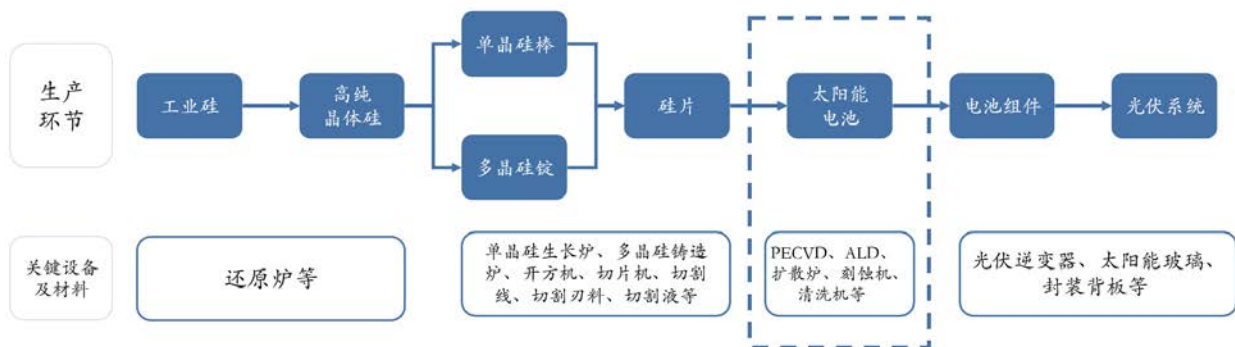 生产
环节
工业硅
高纯
晶体硅
单晶硅棒
多晶硅锭
硅片
太阳能
电池
电池组件
光伏系统
关键设备
及材料
还原炉等
单晶硅生长炉、多晶硅铸造
炉、开方机、切片机、切割
线、切割刃料、切割液等
PECVD、ALD、
扩散炉、刻蚀机、
清洗机等
光伏逆变器、太阳能玻璃、
封装背板等